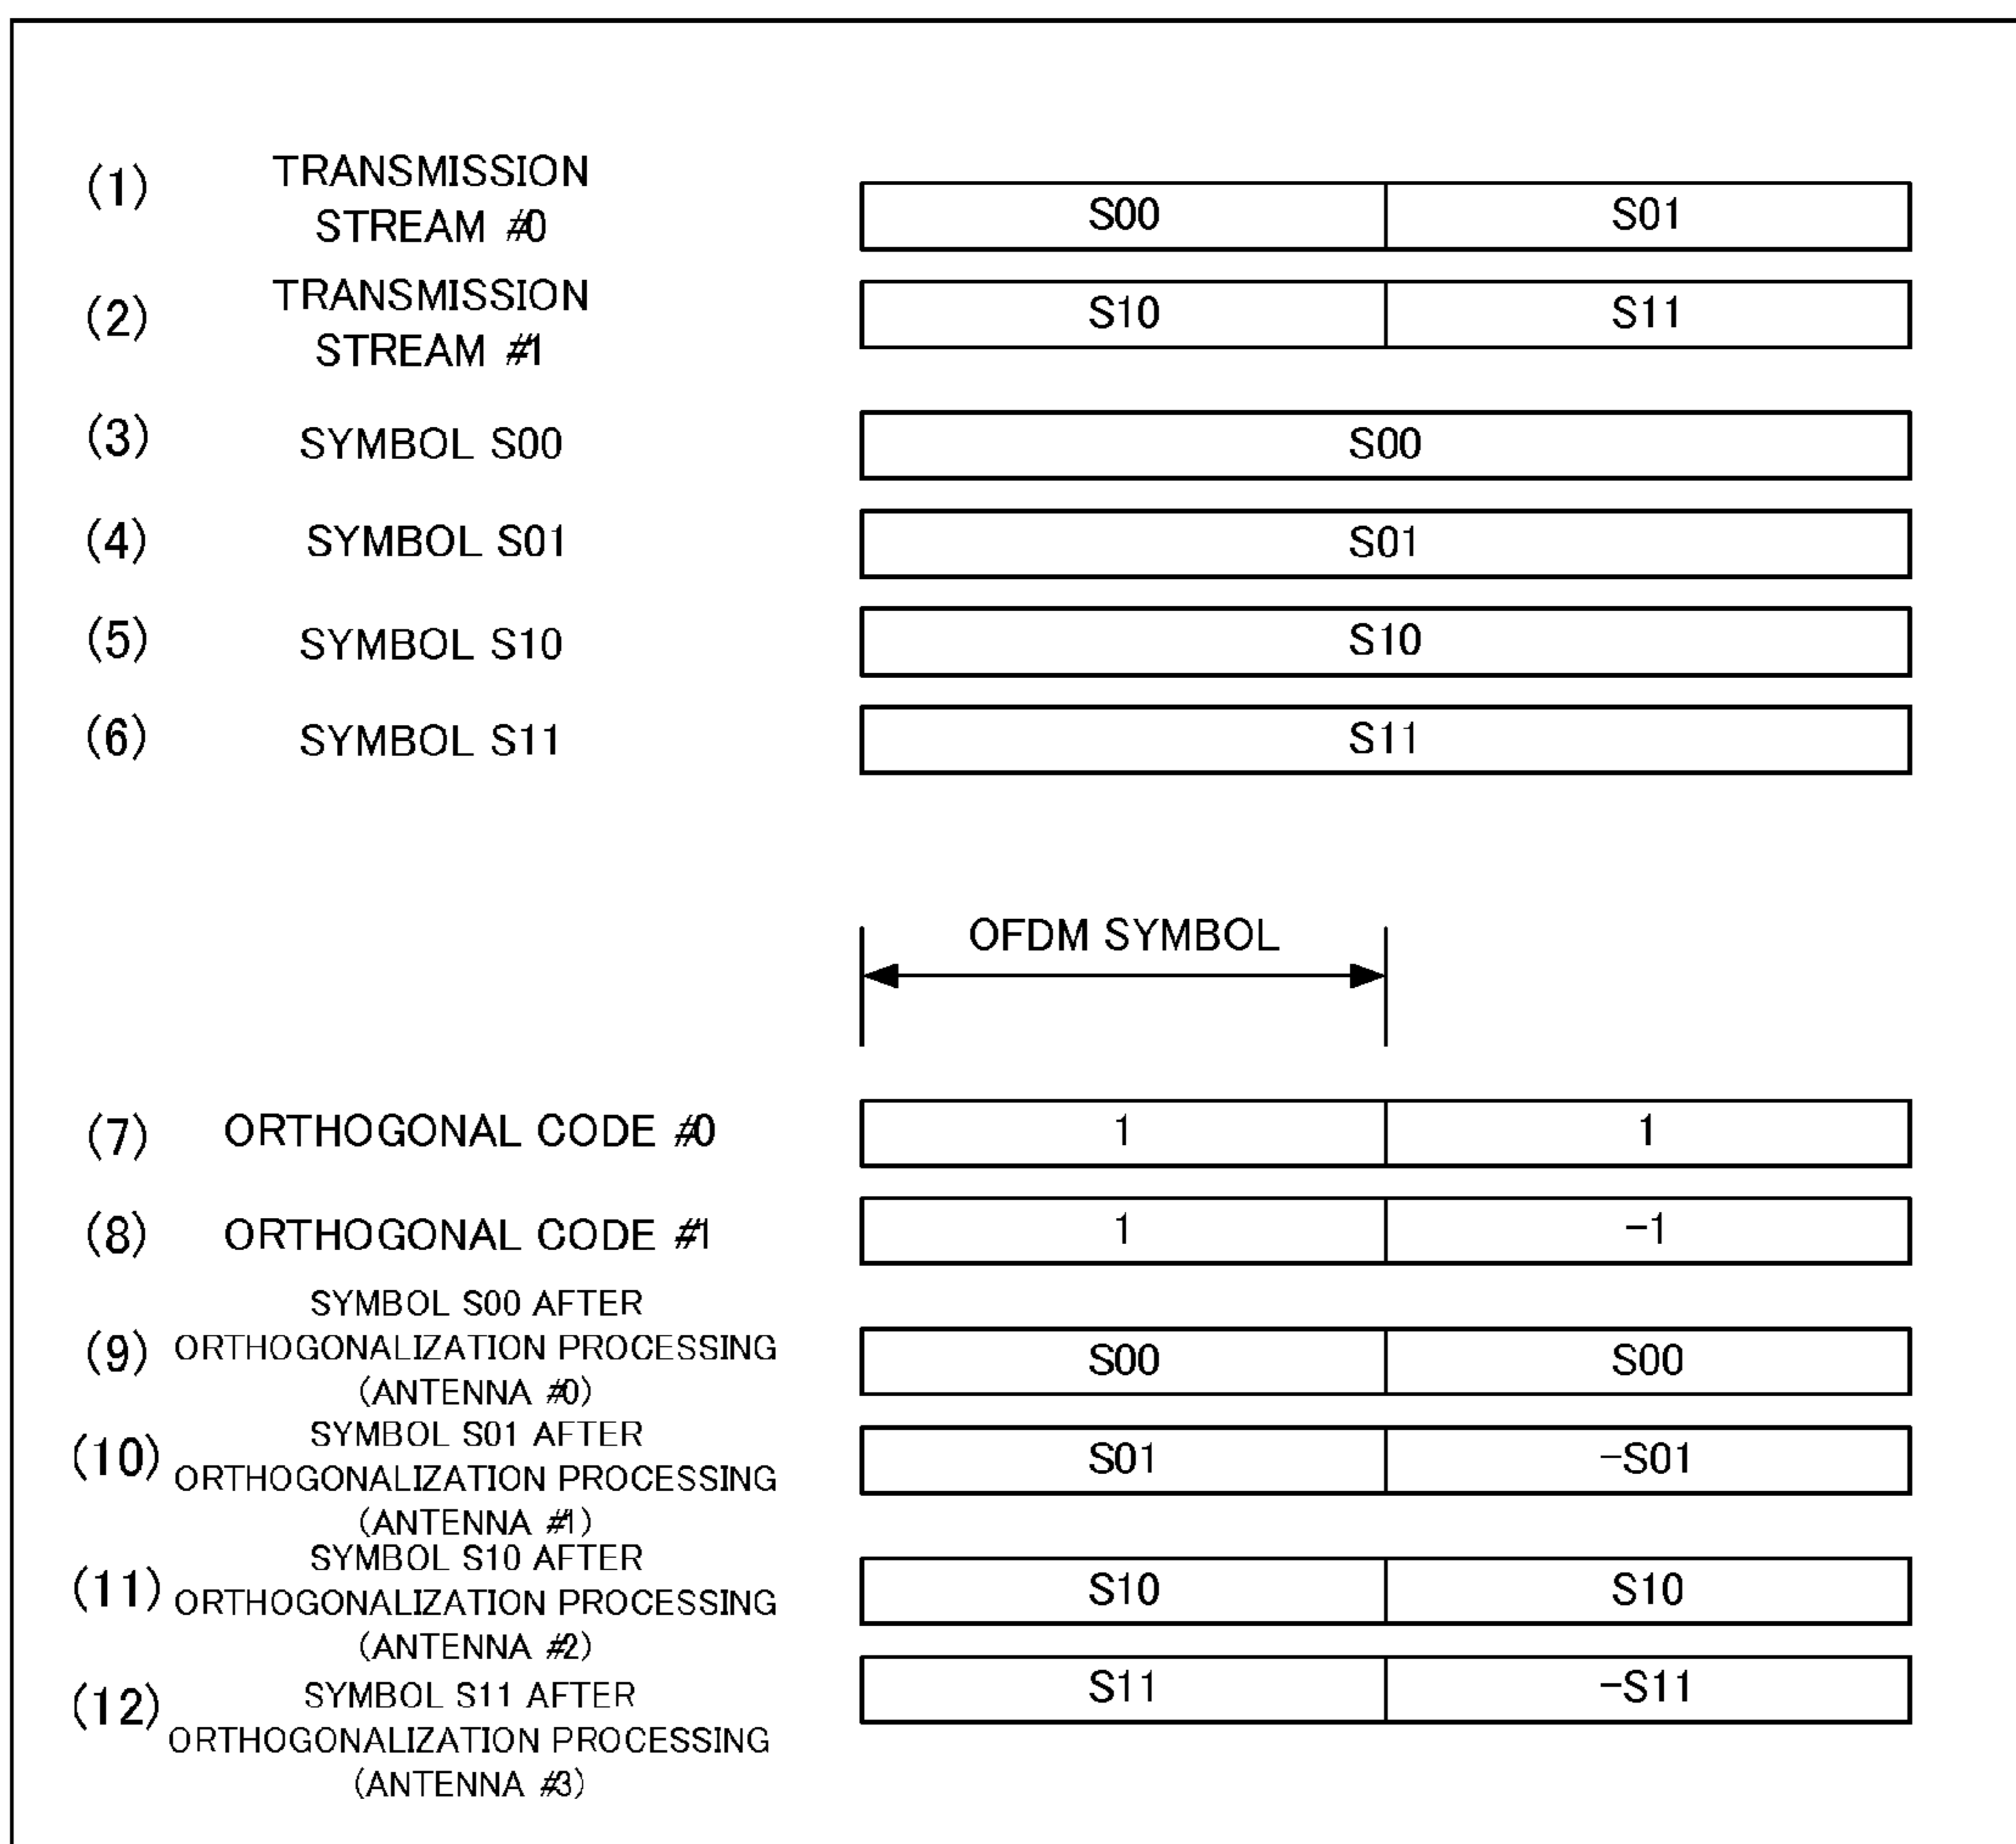 (1) TRANSMISSION
STREAM #0
S00 S01
(2) TRANSMISSION
STREAM #1
S10 S11
(3) SYMBOL S00 S00
(4) SYMBOL S01 S01
(5) SYMBOL S10 S10
(6) SYMBOL S11 S11
OFDM SYMBOL
(7) ORTHOGONAL CODE #0 1 1
(8) ORTHOGONAL CODE #1 1 -1
SYMBOL S00 AFTER
(9) ORTHOGONALIZATION PROCESSING S00 S00
(ANTENNA #0)
SYMBOL S01 AFTER
(10) ORTHOGONALIZATION PROCESSING S01 -S01
(ANTENNA #1)
SYMBOL S10 AFTER
(11) ORTHOGONALIZATION PROCESSING S10 S10
(ANTENNA #2)
(12) SYMBOL S11 AFTER S11 -S11
ORTHOGONALIZATION PROCESSING
(ANTENNA #3)